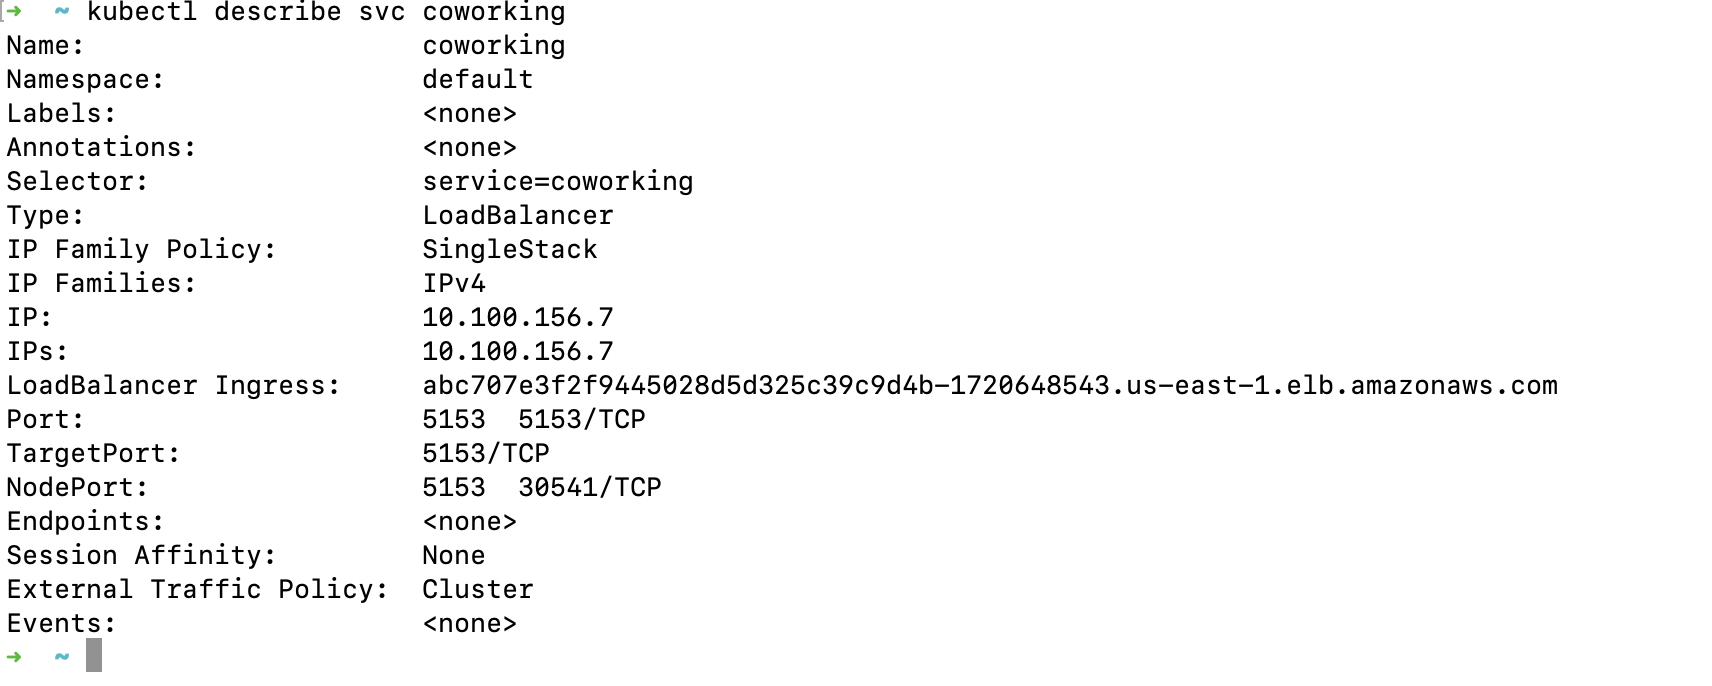 ➜  ~ kubectl describe svc coworking
Name:                     coworking
Namespace:                default
Labels:                   <none>
Annotations:              <none>
Selector:                 service=coworking
Type:                     LoadBalancer
IP Family Policy:         SingleStack
IP Families:              IPv4
IP:                       10.100.156.7
IPs:                      10.100.156.7
LoadBalancer Ingress:     abc707e3f2f9445028d5d325c39c9d4b-1720648543.us-east-1.elb.amazonaws.com
Port:                     5153  5153/TCP
TargetPort:               5153/TCP
NodePort:                 5153  30541/TCP
Endpoints:                <none>
Session Affinity:         None
External Traffic Policy:  Cluster
Events:                   <none>
➜  ~